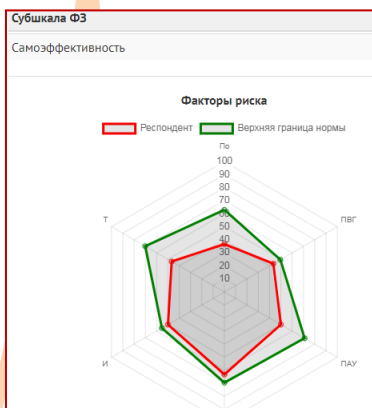 Субшкала ФЗ
Самоэффективность
Факторы риска
Респондент Верхняя граница нормы
По
100
90
80
70
60
50
40
30
20
10
Т
ПВГ
И
ПАУ